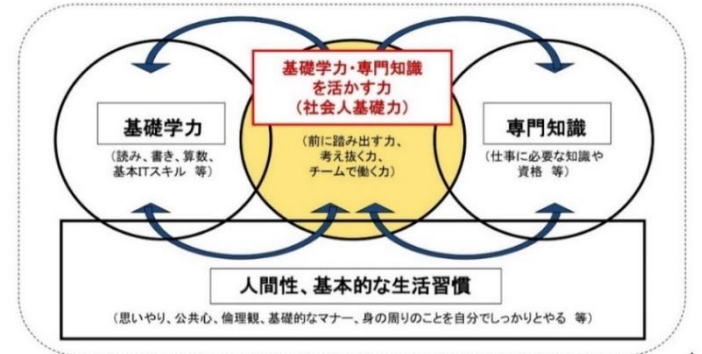 基礎学力・専門知識
を活かす力
(社会人基礎力)
基礎学力
(読み、書き、算数、
基本ITスキル 等)
(前に踏み出す力、
考え抜く力、
チームで働く力)
専門知識
(仕事に必要な知識や
資格 等)
人間性、基本的な生活習慣
(思いやり、公共心、倫理観、基礎的なマナー、身の周りのことを自分でしっかりとやる 等)